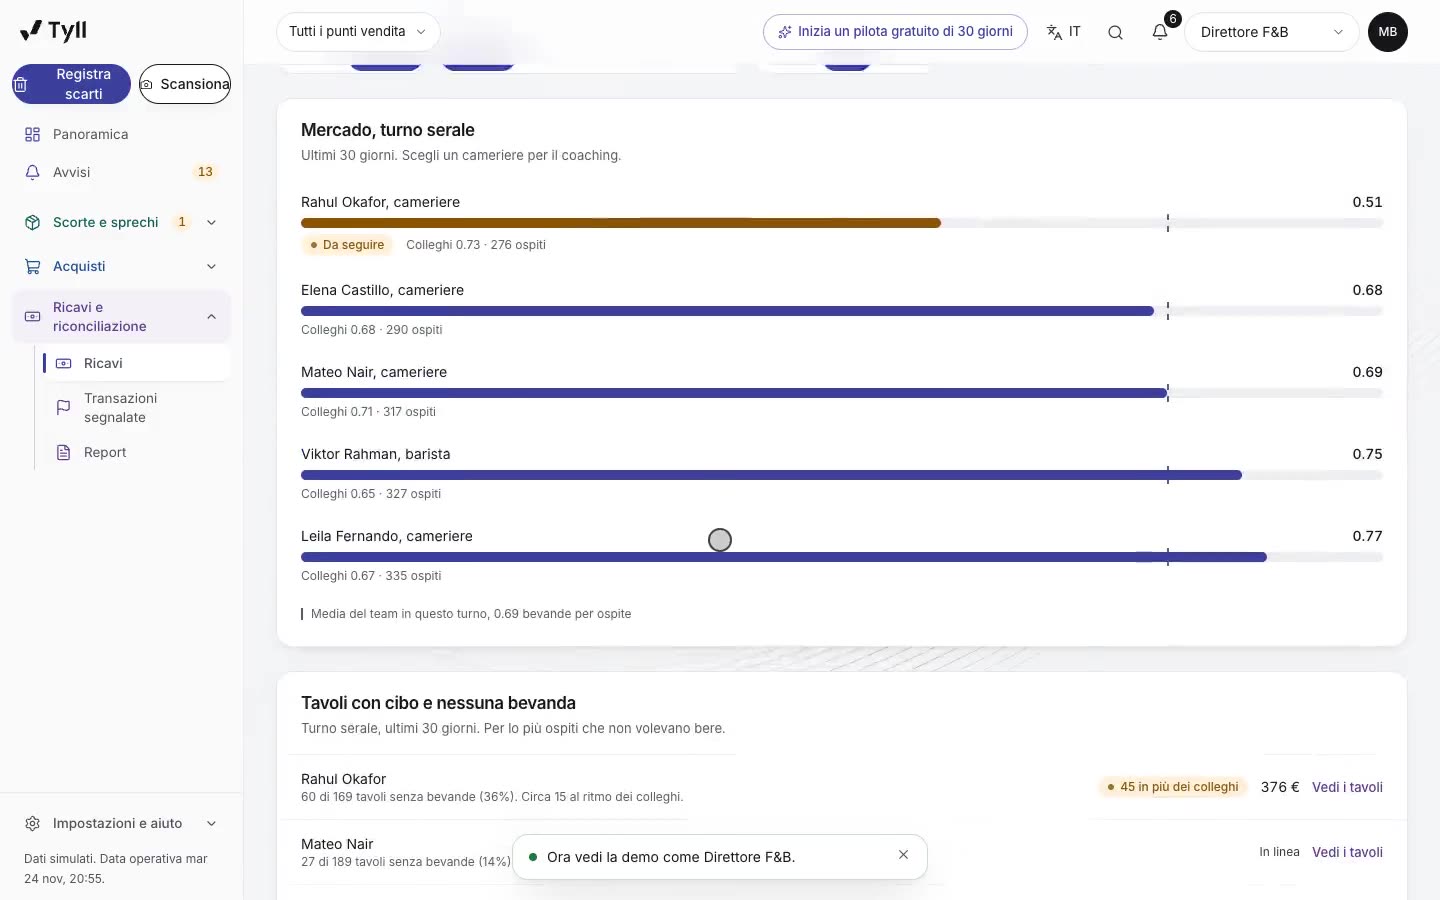 Tyll
Tutti i punti vendita
Inizia un pilota gratuito di 30 giorni
IT
6
Direttore F&B
MB
Registra scarti
Scansiona
Panoramica
Avvisi 13
Scorte e sprechi 1
Acquisti
Ricavi e riconciliazione
Ricavi
Transazioni segnalate
Report
Impostazioni e aiuto
Dati simulati. Data operativa mar
24 nov, 20:55.
Mercado, turno serale
Ultimi 30 giorni. Scegli un cameriere per il coaching.
Rahul Okafor, cameriere 0.51
Da seguire Colleghi 0.73 · 276 ospiti
Elena Castillo, cameriere 0.68
Colleghi 0.68 · 290 ospiti
Mateo Nair, cameriere 0.69
Colleghi 0.71 · 317 ospiti
Viktor Rahman, barista 0.75
Colleghi 0.65 · 327 ospiti
Leila Fernando, cameriere 0.77
Colleghi 0.67 · 335 ospiti
Media del team in questo turno, 0.69 bevande per ospite
Tavoli con cibo e nessuna bevanda
Turno serale, ultimi 30 giorni. Per lo più ospiti che non volevano bere.
Rahul Okafor
60 di 169 tavoli senza bevande (36%). Circa 15 al ritmo dei colleghi.
45 in più dei colleghi 376 € Vedi i tavoli
Mateo Nair
27 di 189 tavoli senza bevande (14%)
In linea Vedi i tavoli
Ora vedi la demo come Direttore F&B.